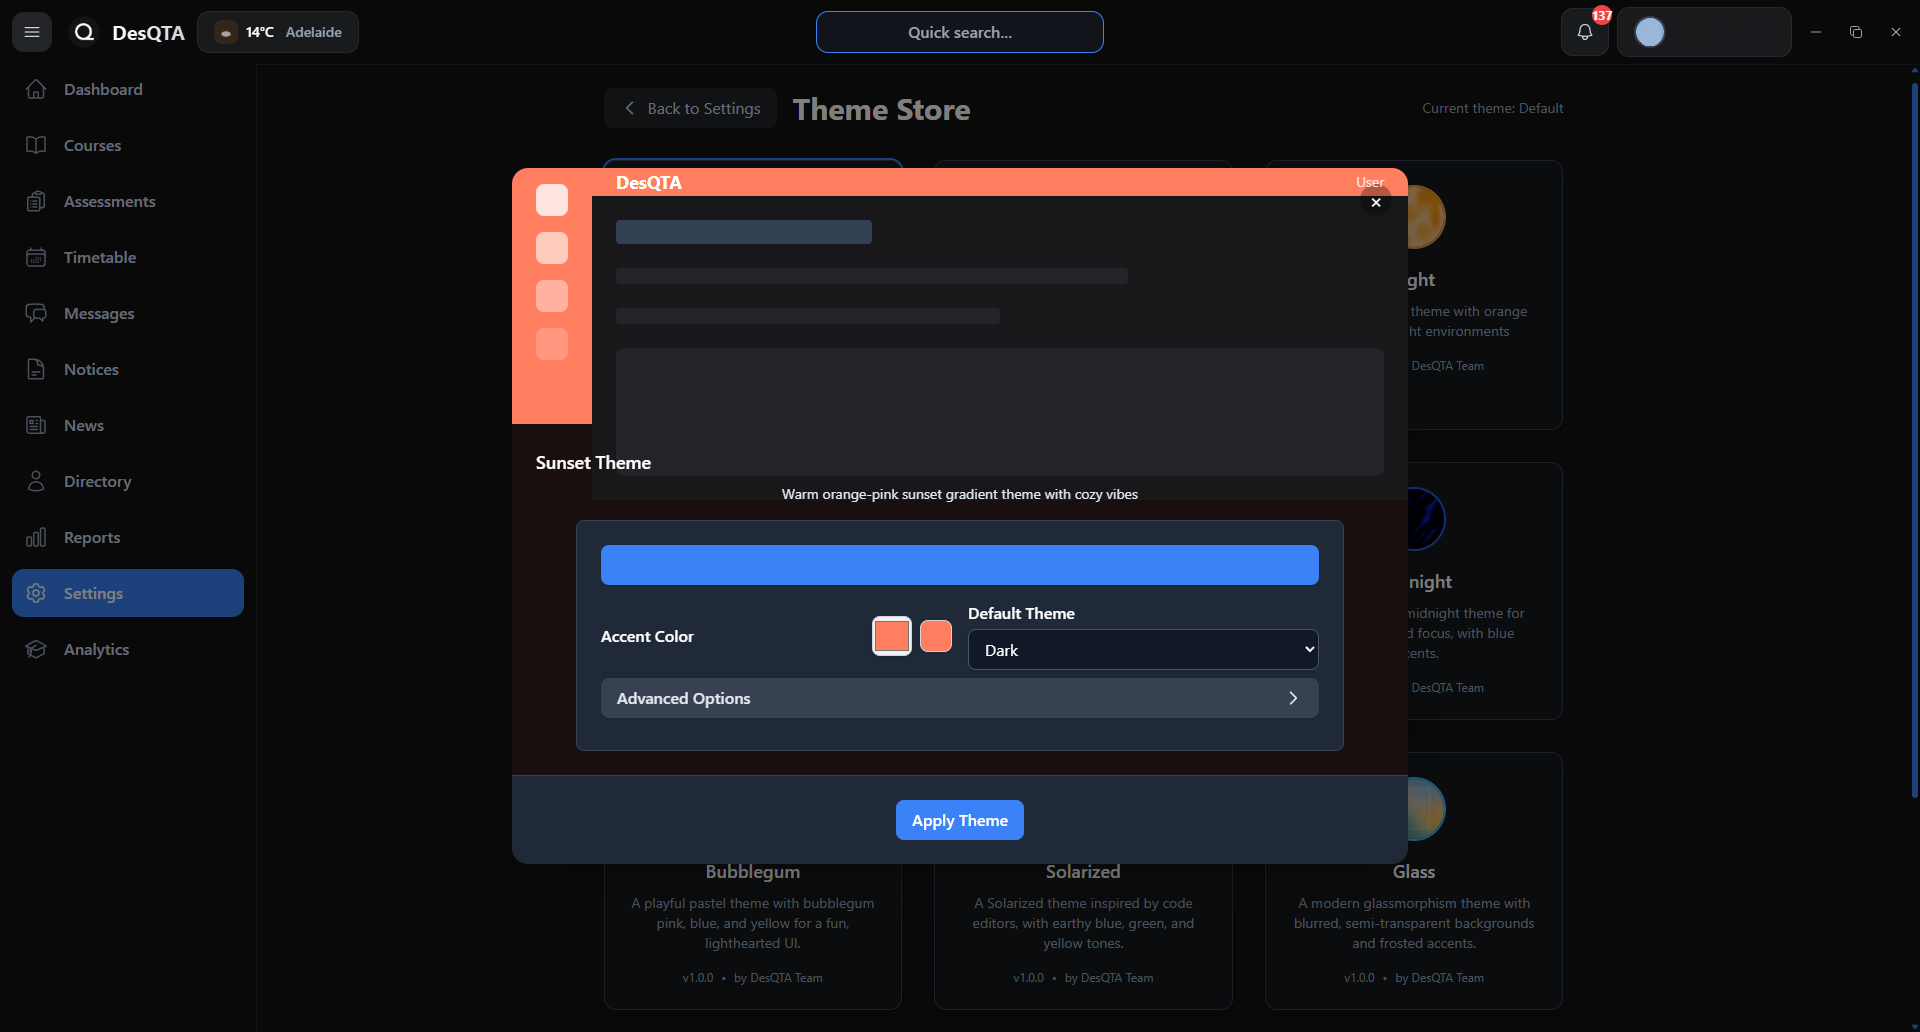 DesQTA
14°C Adelaide
Quick search...
137
Dashboard
Courses
Assessments
Timetable
Messages
Notices
News
Directory
Reports
Settings
Analytics
Back to Settings
Theme Store
Current theme: Default
DesQTA
User
Sunset Theme
Warm orange-pink sunset gradient theme with cozy vibes
Accent Color
Default Theme
Dark
Advanced Options
Apply Theme
ght
theme with orange
ht environments
DesQTA Team
night
midnight theme for
d focus, with blue
cents.
DesQTA Team
Bubblegum
A playful pastel theme with bubblegum
pink, blue, and yellow for a fun,
lighthearted UI.
v1.0.0 • by DesQTA Team
Solarized
A Solarized theme inspired by code
editors, with earthy blue, green, and
yellow tones.
v1.0.0 • by DesQTA Team
Glass
A modern glassmorphism theme with
blurred, semi-transparent backgrounds
and frosted accents.
v1.0.0 • by DesQTA Team